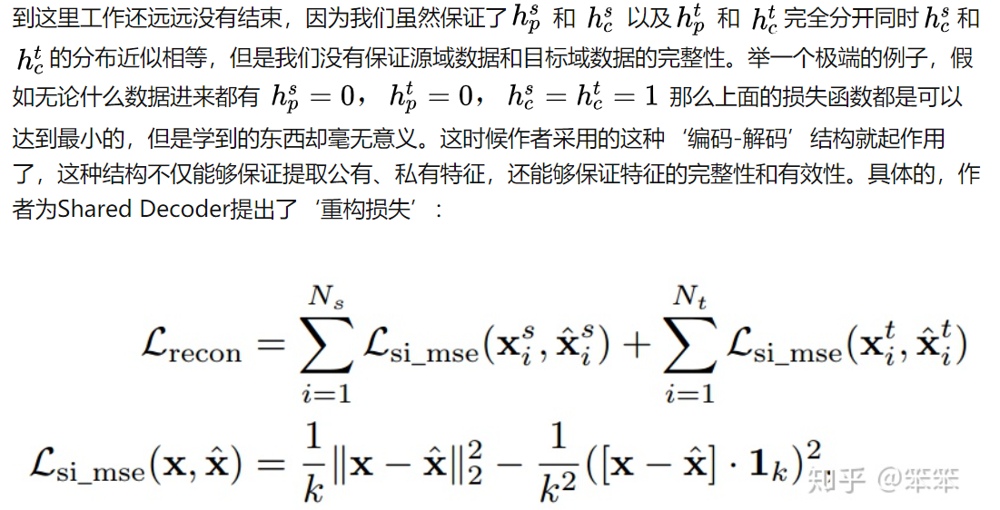 到这里工作还远远没有结束，因为我们虽然保证了 $h_p^s$ 和 $h_c^s$ 以及 $h_p^t$ 和 $h_c^t$ 完全分开同时 $h_c^s$ 和
$h_c^t$ 的分布近似相等，但是我们没有保证源域数据和目标域数据的完整性。举一个极端的例子，假
如无论什么数据进来都有 $h_p^s = 0$， $h_p^t = 0$， $h_c^s = h_c^t = 1$ 那么上面的损失函数都是可以
达到最小的，但是学到的东西却毫无意义。这时候作者采用的这种‘编码-解码’结构就起作用
了，这种结构不仅能够保证提取公有、私有特征，还能够保证特征的完整性和有效性。具体的，作
者为Shared Decoder提出了‘重构损失’：
$\mathcal{L}_{\text{recon}} = \sum_{i=1}^{N_s} \mathcal{L}_{\text{si\_mse}}(\mathbf{x}_i^s, \hat{\mathbf{x}}_i^s) + \sum_{i=1}^{N_t} \mathcal{L}_{\text{si\_mse}}(\mathbf{x}_i^t, \hat{\mathbf{x}}_i^t)$
$\mathcal{L}_{\text{si\_mse}}(\mathbf{x}, \hat{\mathbf{x}}) = \frac{1}{k} \|\mathbf{x} - \hat{\mathbf{x}}\|_2^2 - \frac{1}{k^2} ([\mathbf{x} - \hat{\mathbf{x}}] \cdot \mathbf{1}_k)^2.$
知乎 @笨笨